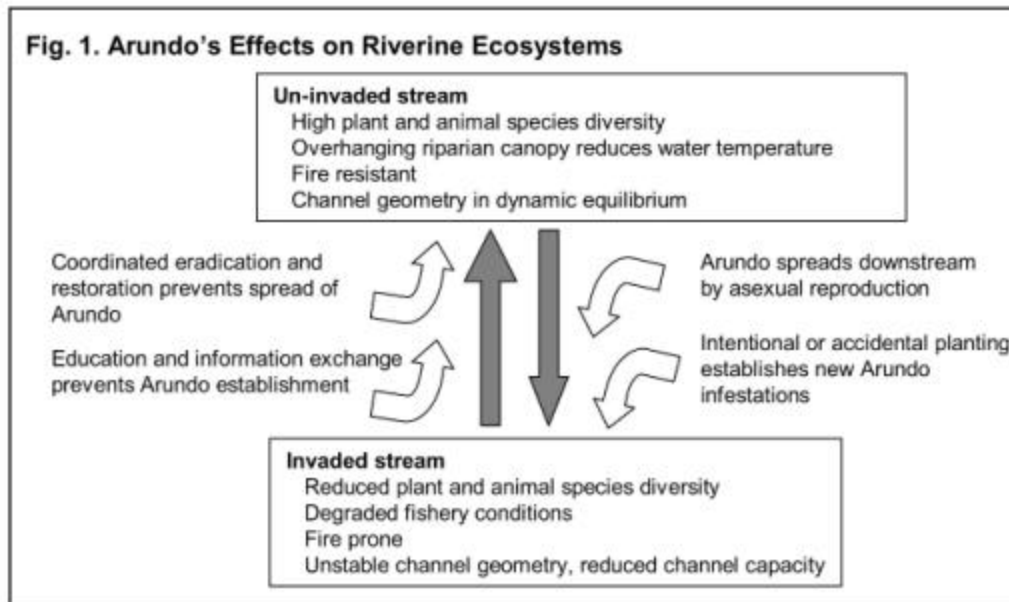 Fig. 1. Arundo's Effects on Riverine Ecosystems
Un-invaded stream
High plant and animal species diversity
Overhanging riparian canopy reduces water temperature
Fire resistant
Channel geometry in dynamic equilibrium
Coordinated eradication and
restoration prevents spread of
Arundo
Education and information exchange
prevents Arundo establishment
Arundo spreads downstream
by asexual reproduction
Intentional or accidental planting
establishes new Arundo
infestations
Invaded stream
Reduced plant and animal species diversity
Degraded fishery conditions
Fire prone
Unstable channel geometry, reduced channel capacity